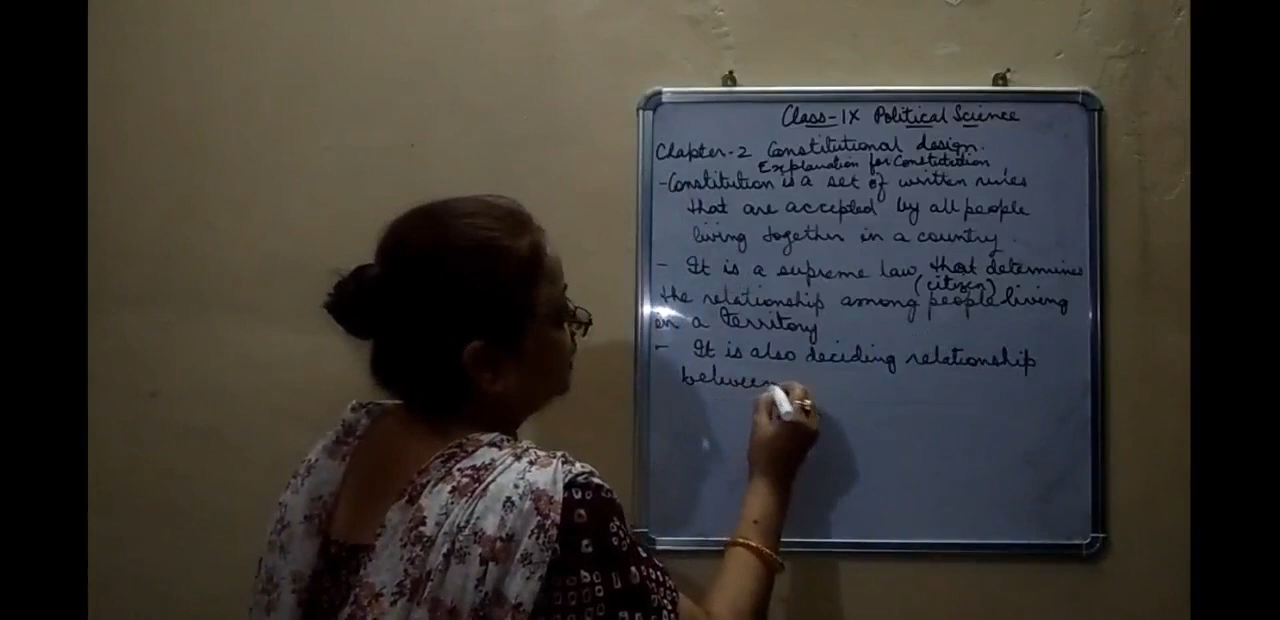 Class-IX Political Science
Chapter-2 Constitutional design.
Explanation for Constitution
-Constitution is a set of written rules
that are accepted by all people
living together in a country.
- It is a supreme law, that determines
(citizen)
the relationship among people living
in a territory
- It is also deciding relationship
between